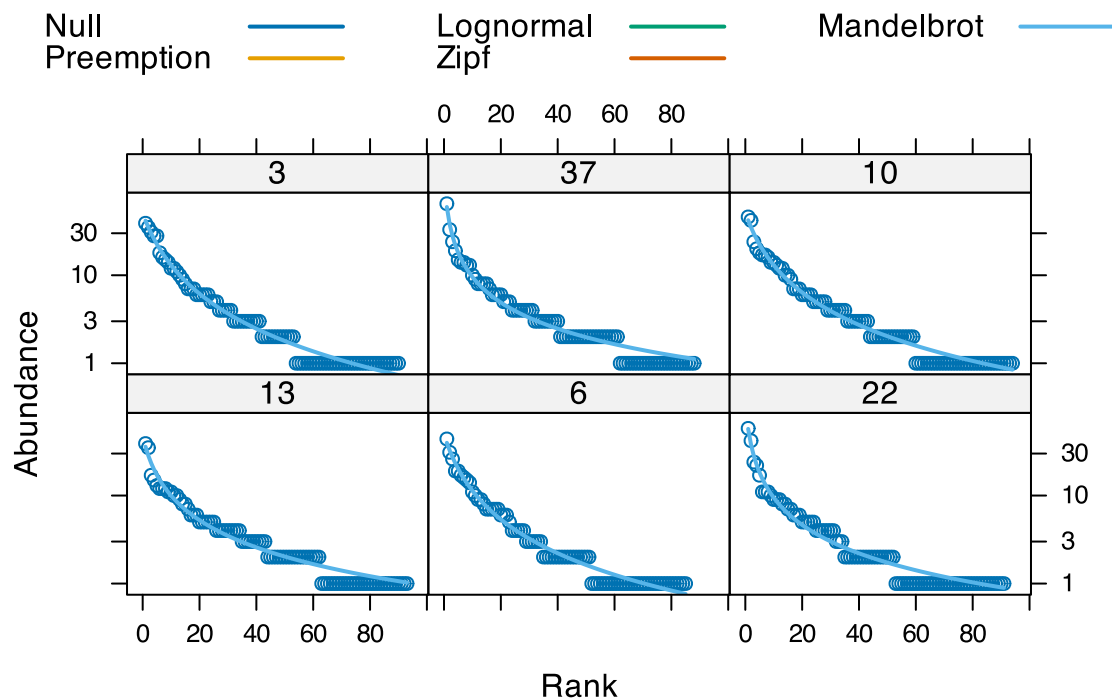 Null Lognormal Mandelbrot
Preemption Zipf
0 20 40 60 80
3 37 10
30
10
3
1
13 6 22
30
10
3
1
0 20 40 60 80 0 20 40 60 80
Abundance
Rank